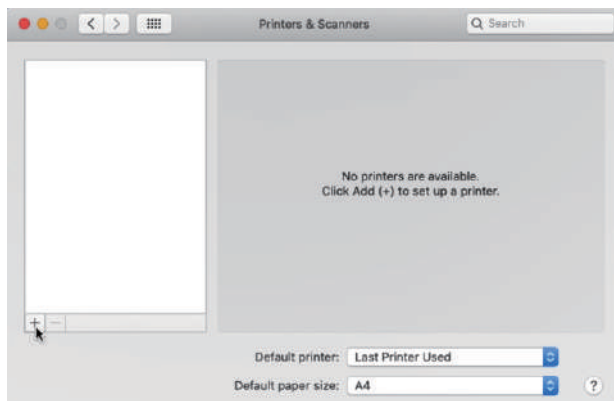 Printers & Scanners
Search
No printers are available.
Click Add (+) to set up a printer.
+ −
Default printer: Last Printer Used
Default paper size: A4
?